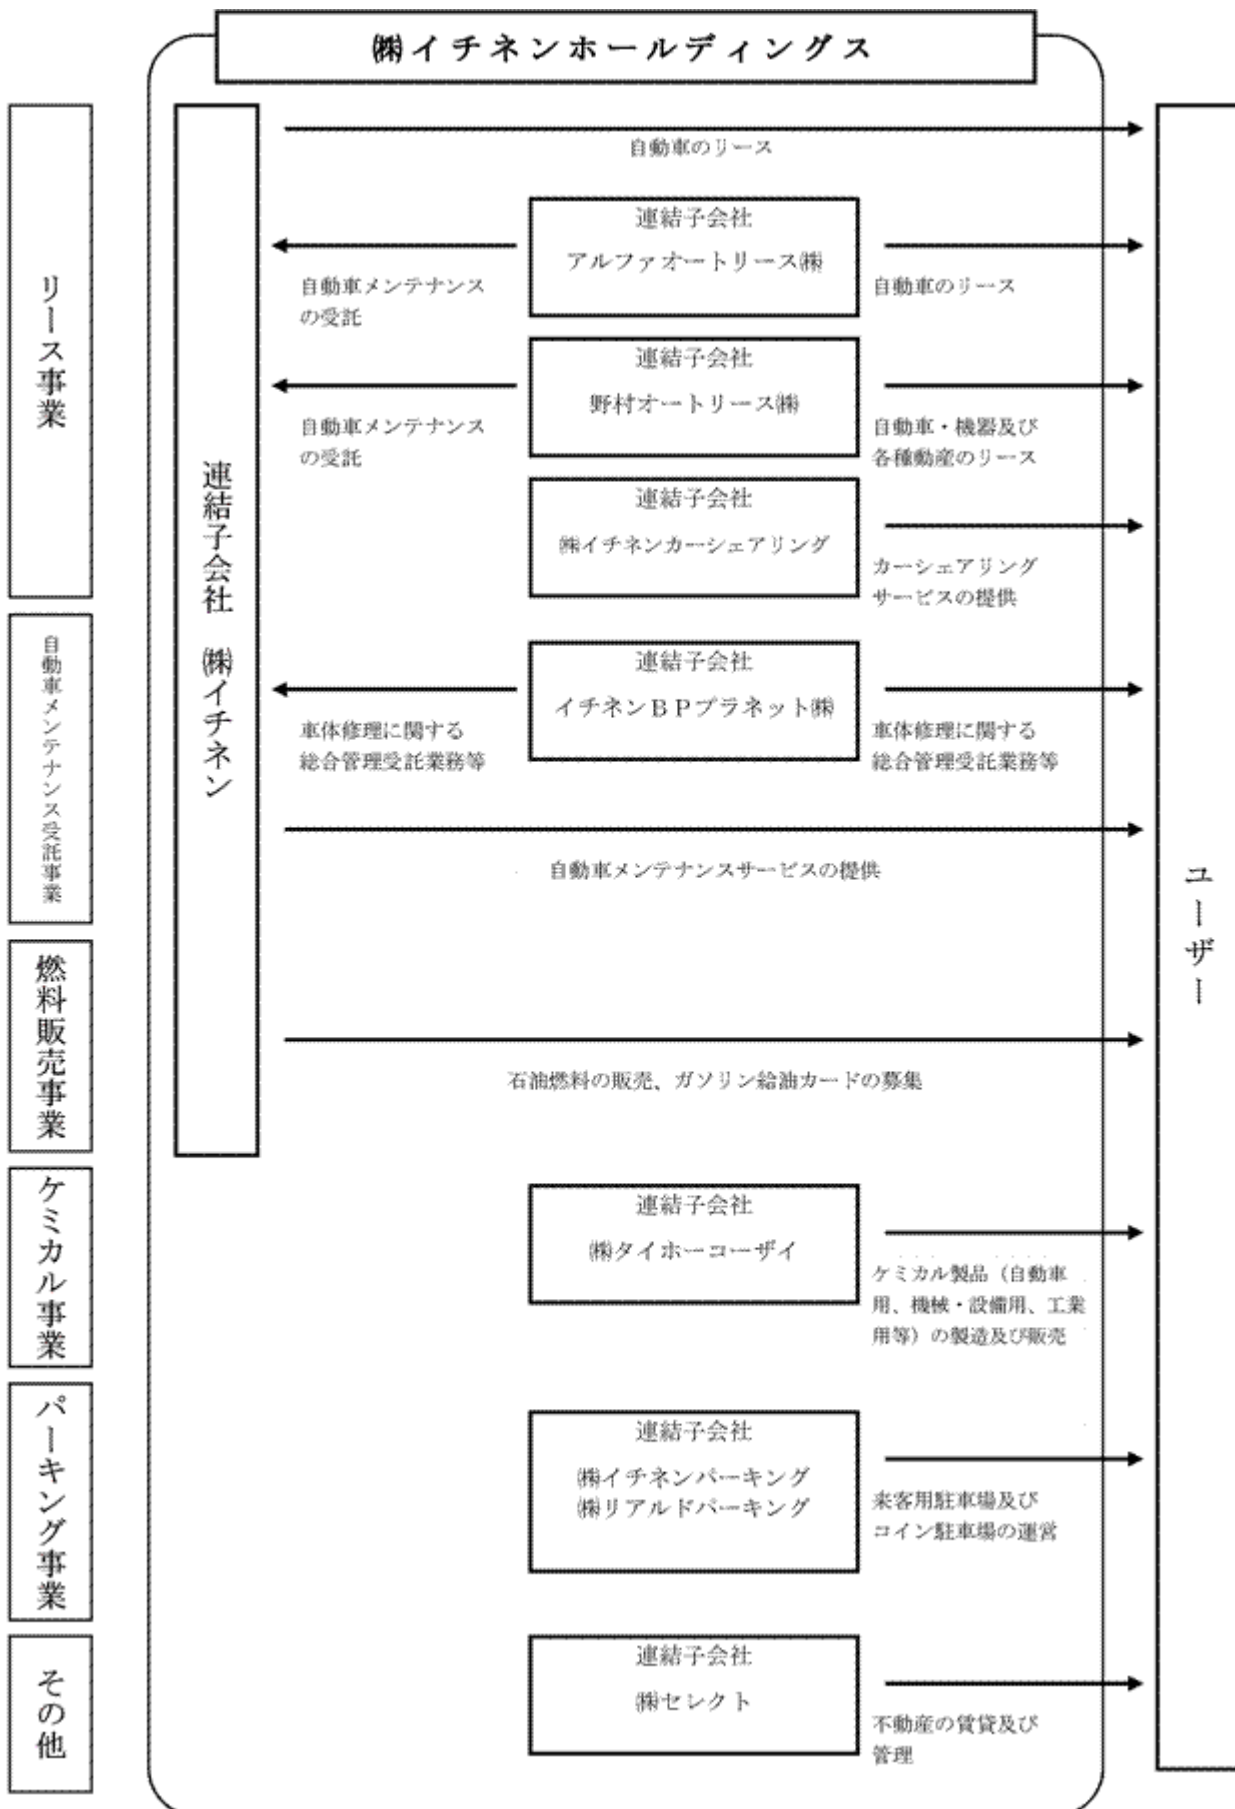 ㈱イチネンホールディングス
リース事業
自動車メンテナンス受託事業
燃料販売事業
ケミカル事業
パーキング事業
その他
連結子会社 ㈱イチネン
自動車のリース
連結子会社
アルファオートリース㈱
自動車メンテナンス
の受託
自動車のリース
連結子会社
野村オートリース㈱
自動車メンテナンス
の受託
自動車・機器及び
各種動産のリース
連結子会社
㈱イチネンカーシェアリング
カーシェアリング
サービスの提供
連結子会社
イチネンBPプラネット㈱
車体修理に関する
総合管理受託業務等
車体修理に関する
総合管理受託業務等
自動車メンテナンスサービスの提供
石油燃料の販売、ガソリン給油カードの募集
連結子会社
㈱タイホーコーザイ
ケミカル製品（自動車
用、機械・設備用、工業
用等）の製造及び販売
連結子会社
㈱イチネンパーキング
㈱リアルドパーキング
来客用駐車場及び
コイン駐車場の運営
連結子会社
㈱セレクト
不動産の賃貸及び
管理
ユーザー